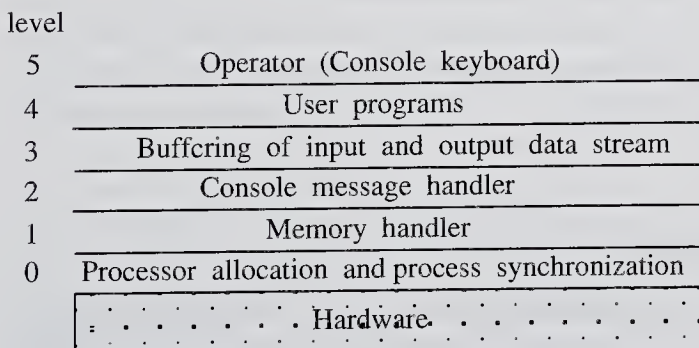 level
5 Operator (Console keyboard)
4 User programs
3 Buffering of input and output data stream
2 Console message handler
1 Memory handler
0 Processor allocation and process synchronization
Hardware